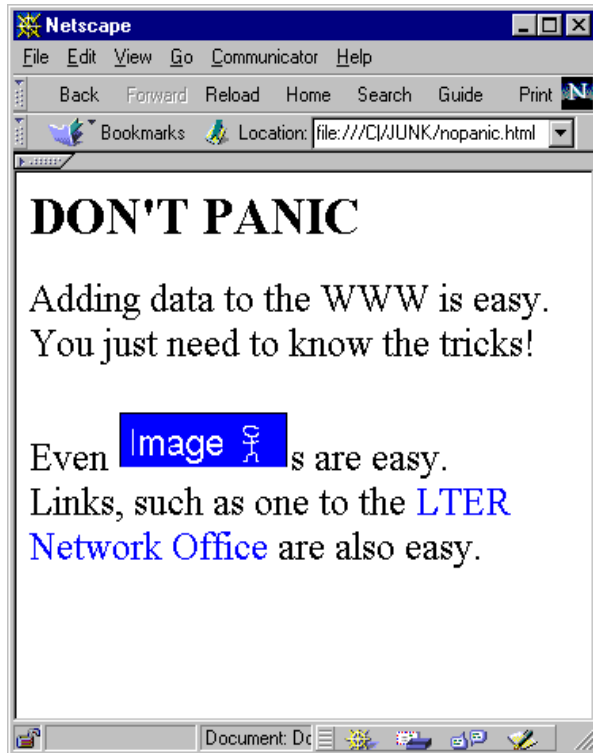 Netscape
File Edit View Go Communicator Help
Back Forward Reload Home Search Guide Print N
Bookmarks Location: file:///C|/JUNK/nopanic.html
DON'T PANIC
Adding data to the WWW is easy.
You just need to know the tricks!
Even Image s are easy.
Links, such as one to the LTER
Network Office are also easy.
Document: Dc